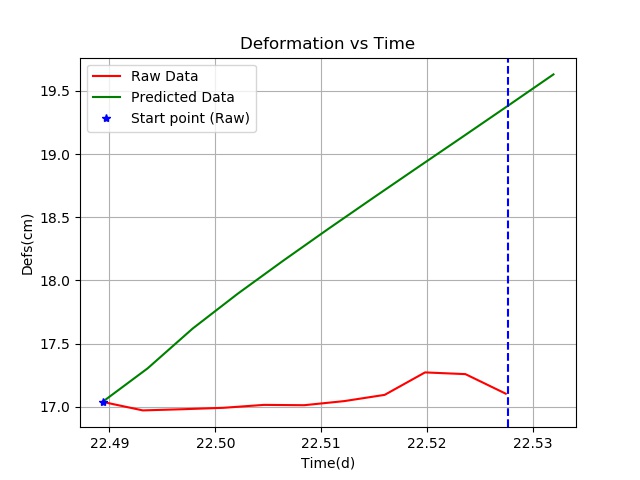 Deformation vs Time
Raw Data
Predicted Data
Start point (Raw)
19.5
19.0
18.5
18.0
17.5
17.0
Defs(cm)
22.49 22.50 22.51 22.52 22.53
Time(d)